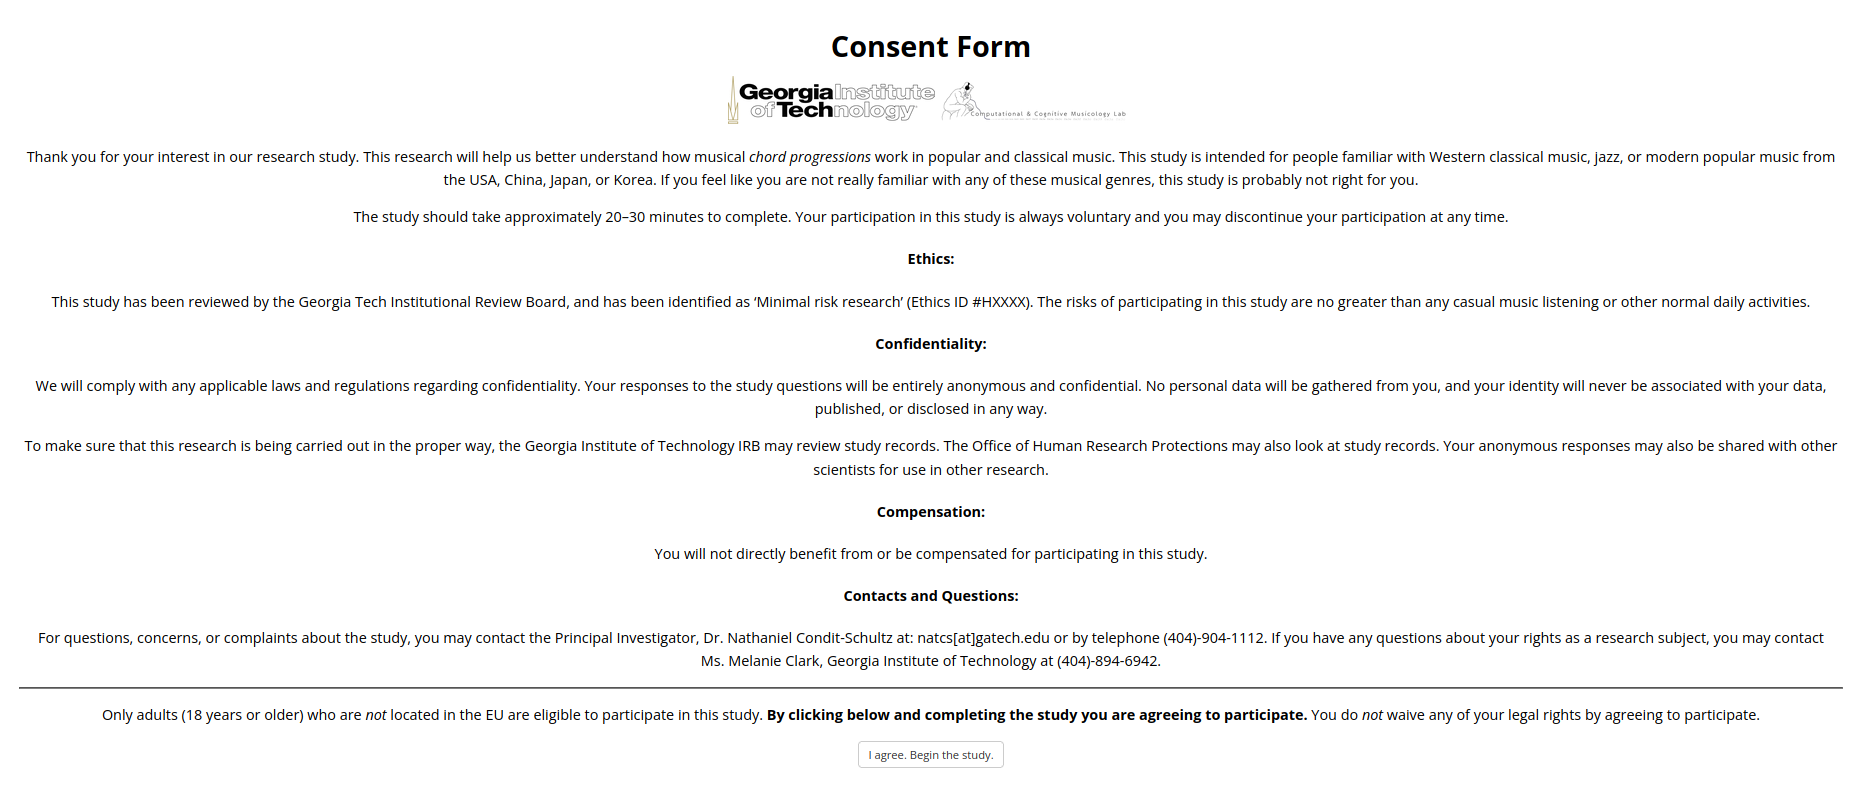 Consent Form
GeorgiaInstitute
ofTechnology
Computational & Cognitive Musicology Lab
Thank you for your interest in our research study. This research will help us better understand how musical chord progressions work in popular and classical music. This study is intended for people familiar with Western classical music, jazz, or modern popular music from
the USA, China, Japan, or Korea. If you feel like you are not really familiar with any of these musical genres, this study is probably not right for you.
The study should take approximately 20–30 minutes to complete. Your participation in this study is always voluntary and you may discontinue your participation at any time.
Ethics:
This study has been reviewed by the Georgia Tech Institutional Review Board, and has been identified as ‘Minimal risk research’ (Ethics ID #HXXXX). The risks of participating in this study are no greater than any casual music listening or other normal daily activities.
Confidentiality:
We will comply with any applicable laws and regulations regarding confidentiality. Your responses to the study questions will be entirely anonymous and confidential. No personal data will be gathered from you, and your identity will never be associated with your data,
published, or disclosed in any way.
To make sure that this research is being carried out in the proper way, the Georgia Institute of Technology IRB may review study records. The Office of Human Research Protections may also look at study records. Your anonymous responses may also be shared with other
scientists for use in other research.
Compensation:
You will not directly benefit from or be compensated for participating in this study.
Contacts and Questions:
For questions, concerns, or complaints about the study, you may contact the Principal Investigator, Dr. Nathaniel Condit-Schultz at: natcs[at]gatech.edu or by telephone (404)-904-1112. If you have any questions about your rights as a research subject, you may contact
Ms. Melanie Clark, Georgia Institute of Technology at (404)-894-6942.
Only adults (18 years or older) who are not located in the EU are eligible to participate in this study. By clicking below and completing the study you are agreeing to participate. You do not waive any of your legal rights by agreeing to participate.
I agree. Begin the study.